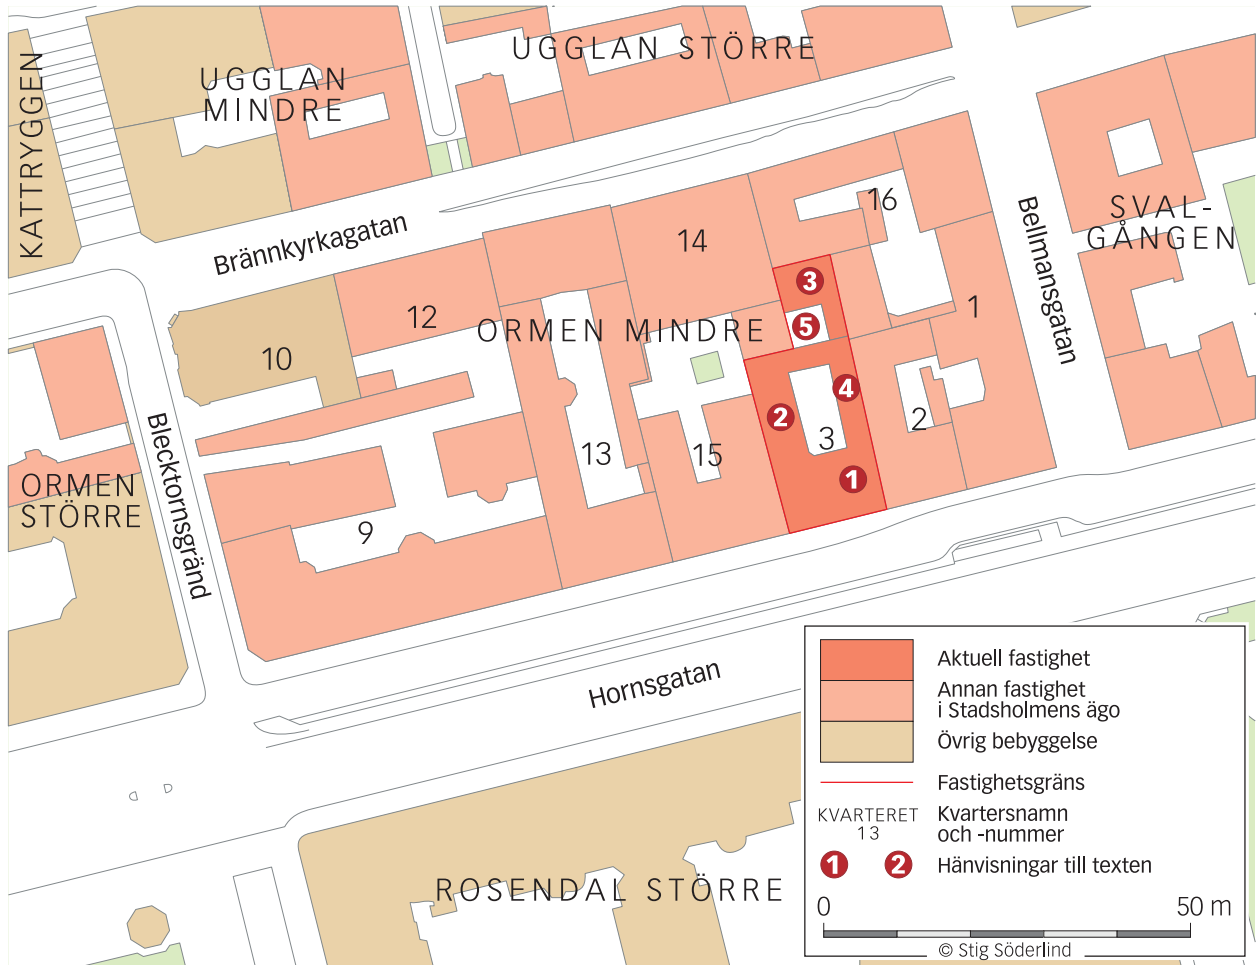 UGGLAN STÖRRE
KATTRYGGEN
UGGLAN
MINDRE
SVAL-
GÅNGEN
Brännkyrkagatan
Bellmansgatan
16
14
3
12
ORMEN MINDRE
5
1
10
4
2
2
3
13
15
1
Blecktornsgränd
ORMEN
STÖRRE
9
Hornsgatan
ROSENDAL STÖRRE
Aktuell fastighet
Annan fastighet
i Stadsholmens ägo
Övrig bebyggelse
Fastighetsgräns
KVARTERET
13
Kvartersnamn
och -nummer
1 2 Hänvisningar till texten
0 50 m
© Stig Söderlind